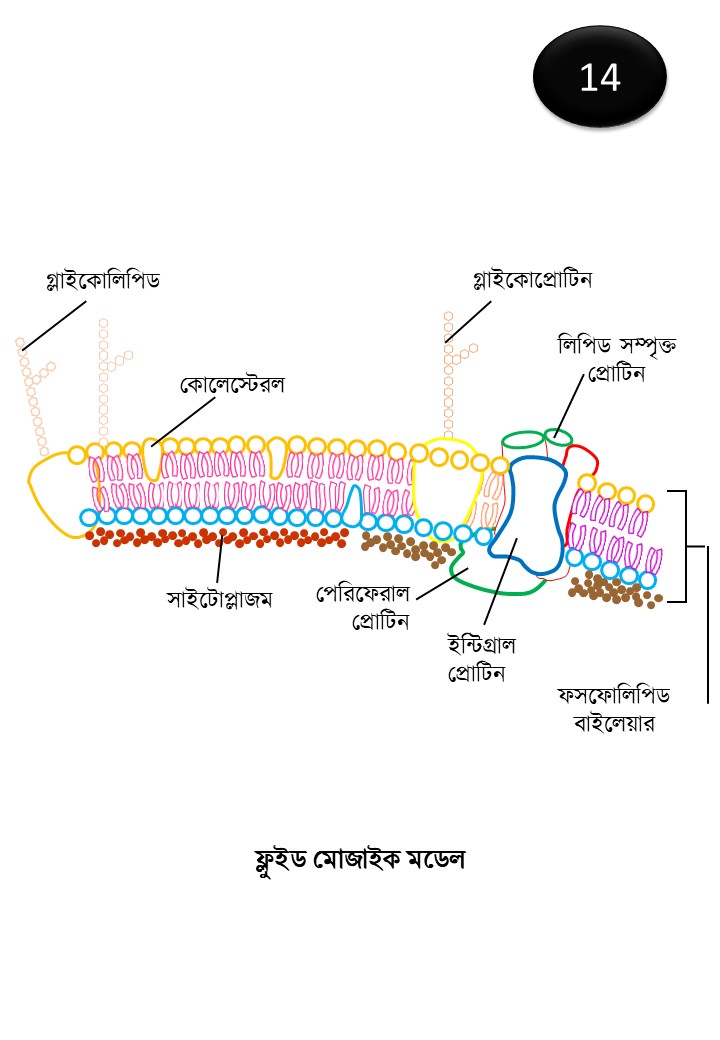 14
গ্লাইকোলিপিড
গ্লাইকোপ্রোটিন
লিপিড সম্পৃক্ত
প্রোটিন
কোলেস্টেরল
সাইটোপ্লাজম
পেরিফেরাল
প্রোটিন
ইন্টিগ্রাল
প্রোটিন
ফসফোলিপিড
বাইলেয়ার
ফ্লুইড মোজাইক মডেল